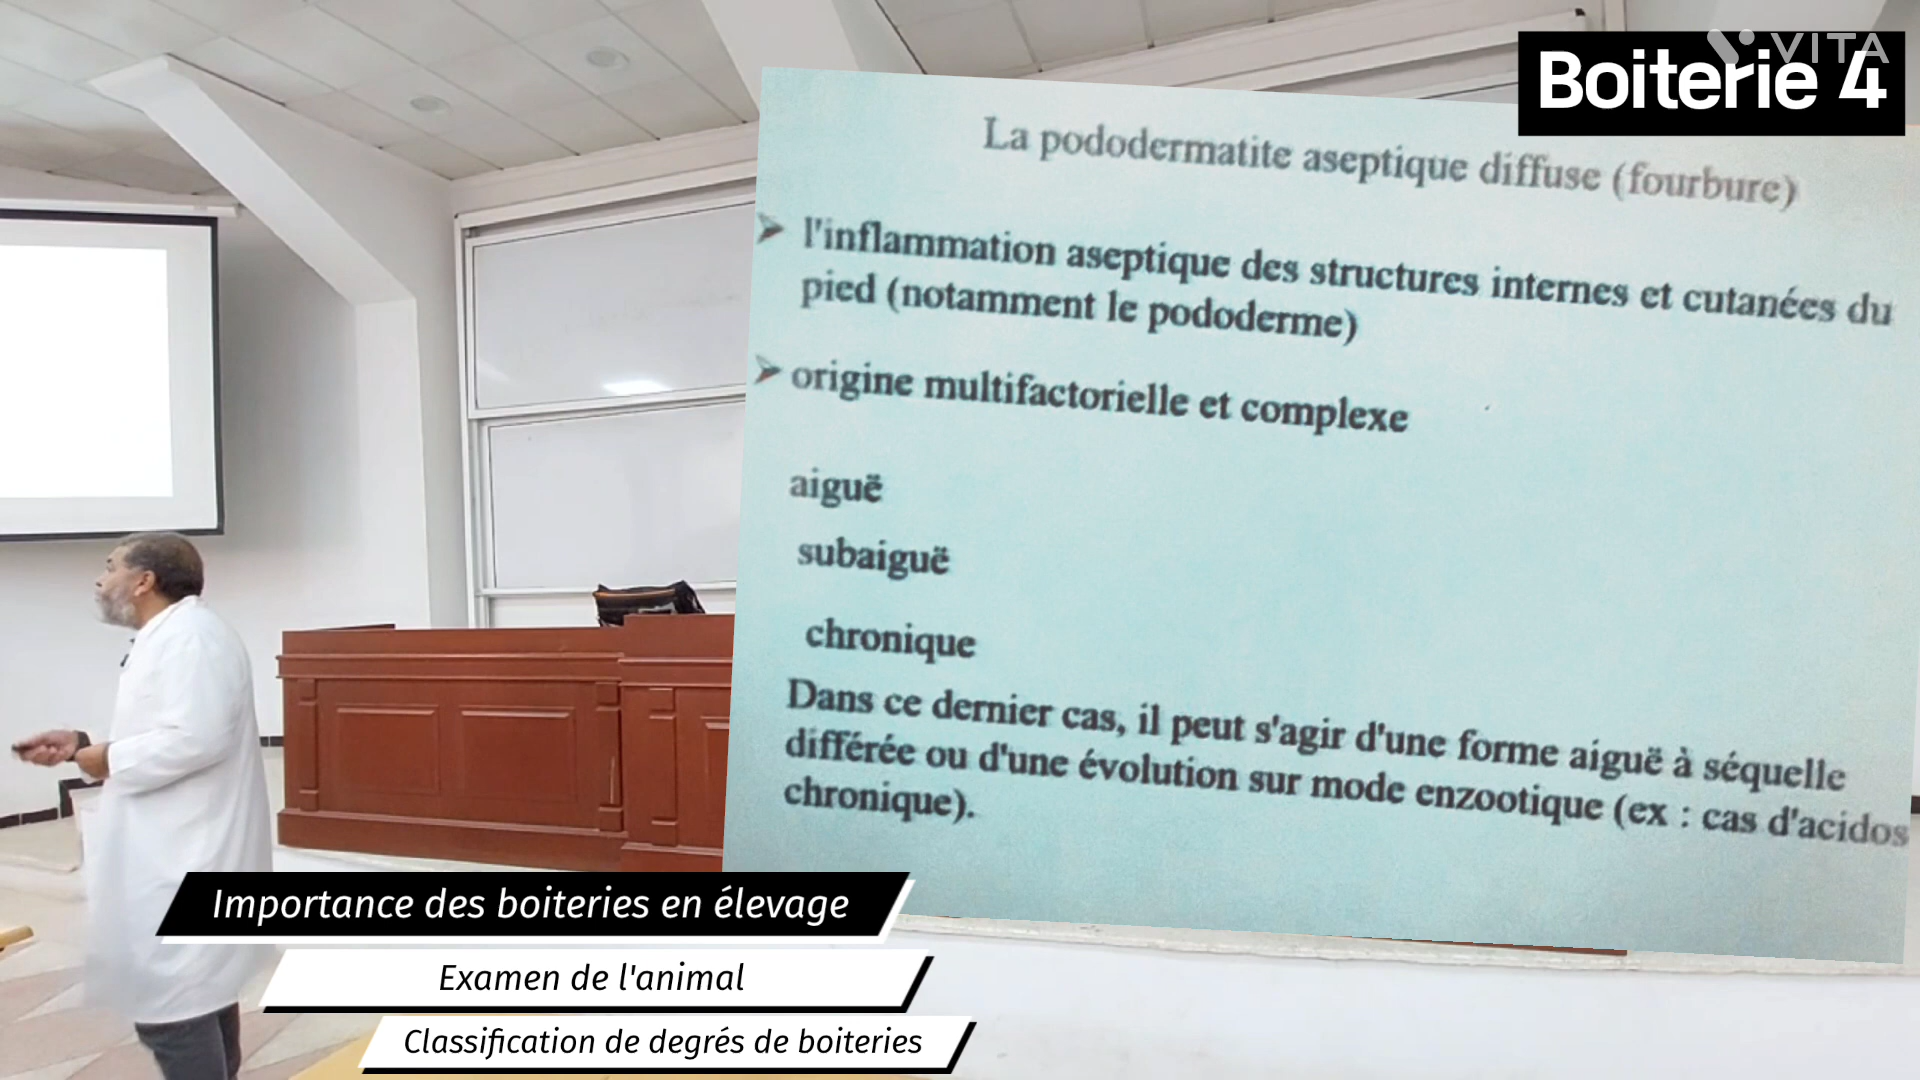 VITA
Boiterie 4
La pododermatite aseptique diffuse (fourbure)
l'inflammation aseptique des structures internes et cutanées du
pied (notamment le pododerme)
origine multifactorielle et complexe
aiguë
subaiguë
chronique
Dans ce dernier cas, il peut s'agir d'une forme aiguë à séquelle
différée ou d'une évolution sur mode enzootique (ex : cas d'acidos
chronique).
Importance des boiteries en élevage
Examen de l'animal
Classification de degrés de boiteries